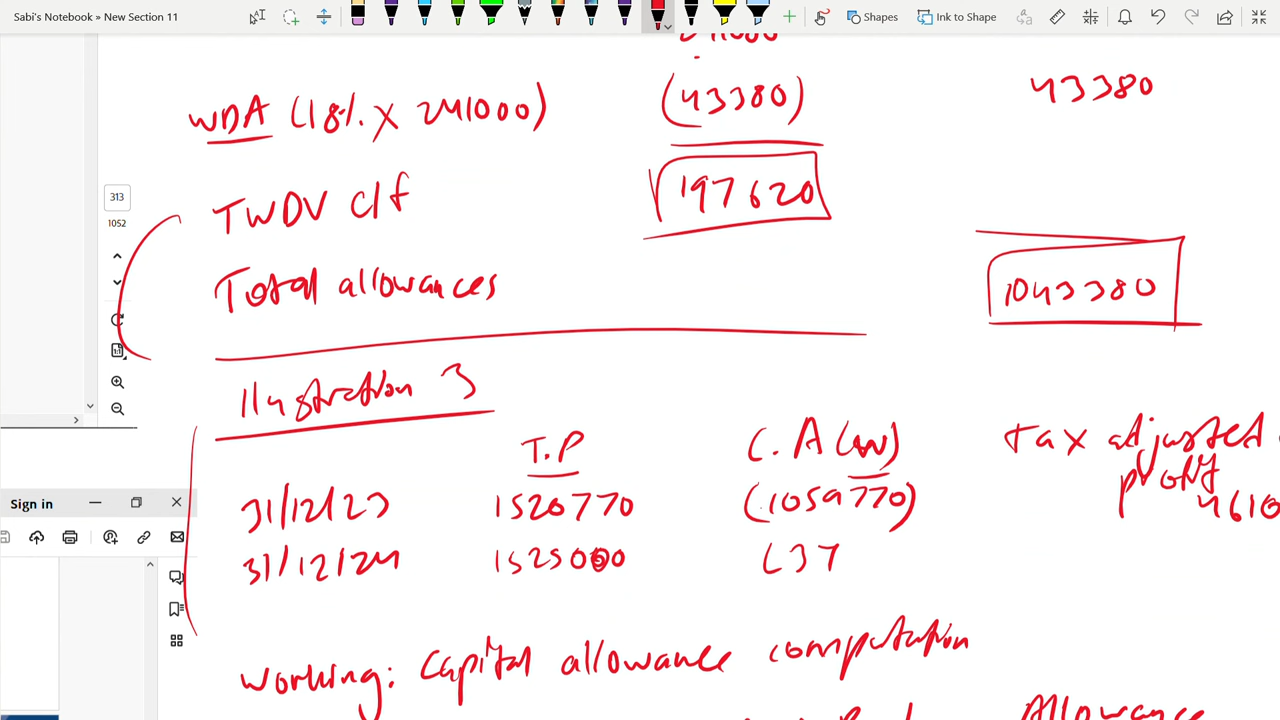 Sabi's Notebook » New Section 11
Shapes
Ink to Shape
WDA (18% X 241000) (43380) 43380
313
1052
TWDV c/f 197620
Total allowances 1043380
Illustration 3
T.P C.A (W) Tax adjusted
profit
31/12/23 1520770 (1059770) 4610
31/12/24 1525000 (37
Sign in
Working: Capital allowance computation
Allowance